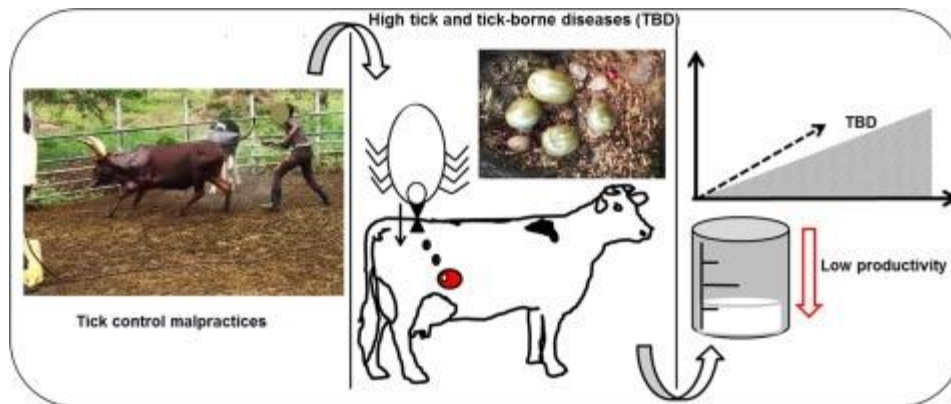 High tick and tick-borne diseases (TBD)
Tick control malpractices
TBD
Low productivity